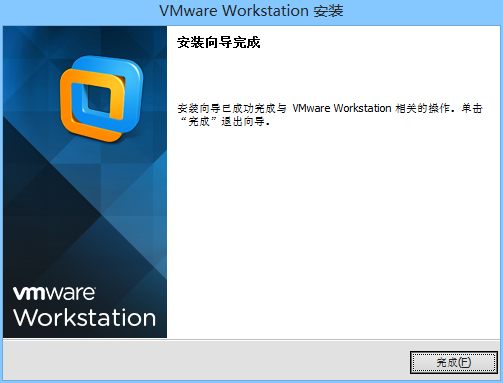 VMware Workstation 安装
安装向导完成
安装向导已成功完成与 VMware Workstation 相关的操作。单击
“完成”退出向导。
vmware
Workstation
完成(F)